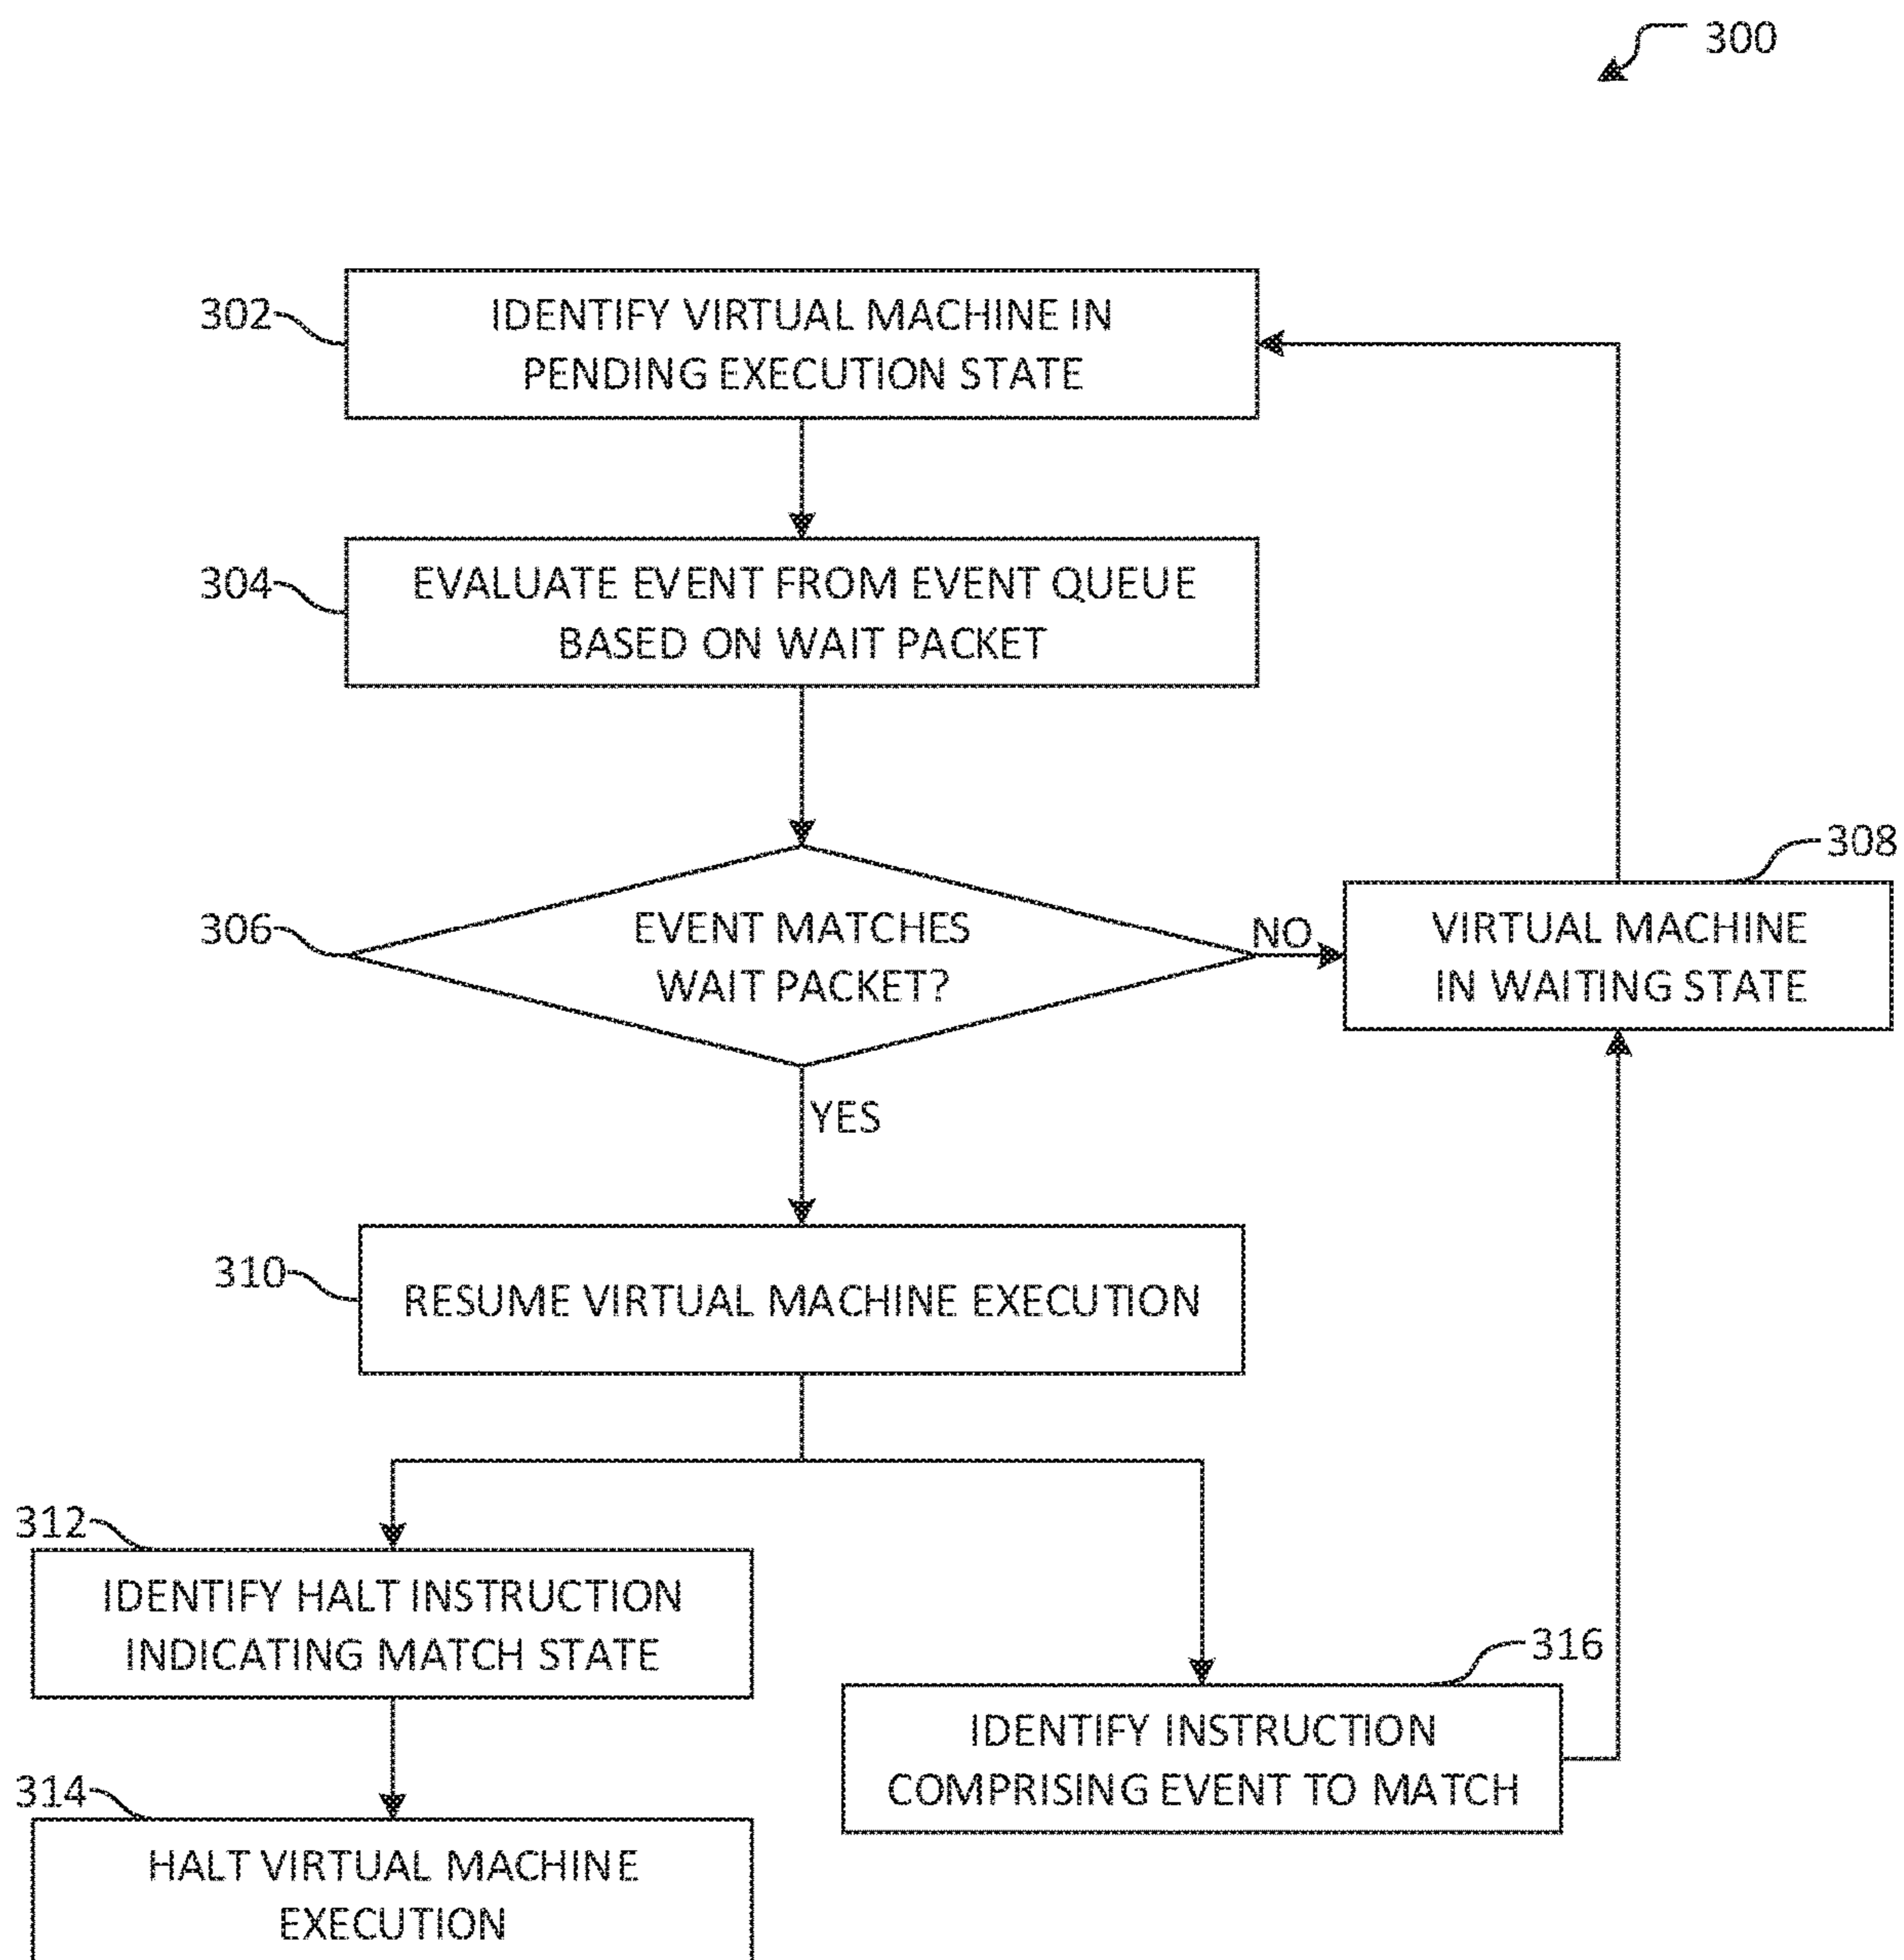 300
302
IDENTIFY VIRTUAL MACHINE IN
PENDING EXECUTION STATE
304
EVALUATE EVENT FROM EVENT QUEUE
BASED ON WAIT PACKET
306
EVENT MATCHES
WAIT PACKET?
NO
308
VIRTUAL MACHINE
IN WAITING STATE
YES
310
RESUME VIRTUAL MACHINE EXECUTION
312
IDENTIFY HALT INSTRUCTION
INDICATING MATCH STATE
316
IDENTIFY INSTRUCTION
COMPRISING EVENT TO MATCH
314
HALT VIRTUAL MACHINE
EXECUTION